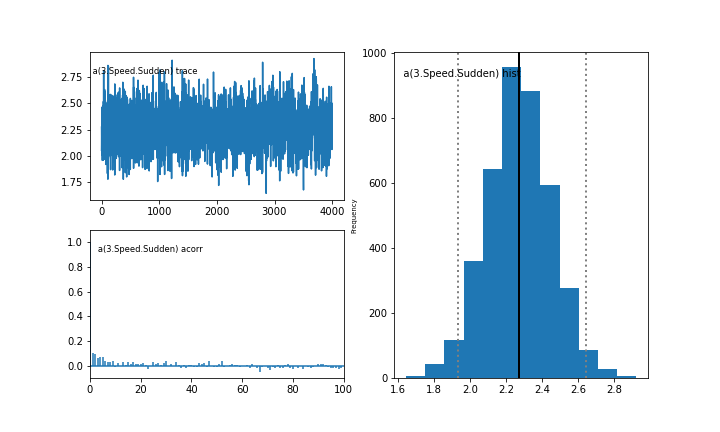 a(3.Speed.Sudden) trace
2.75
2.50
2.25
2.00
1.75
0 1000 2000 3000 4000
a(3.Speed.Sudden) acorr
1.0
0.8
0.6
0.4
0.2
0.0
0 20 40 60 80 100
a(3.Speed.Sudden) hist
Frequency
1000
800
600
400
200
0
1.6 1.8 2.0 2.2 2.4 2.6 2.8